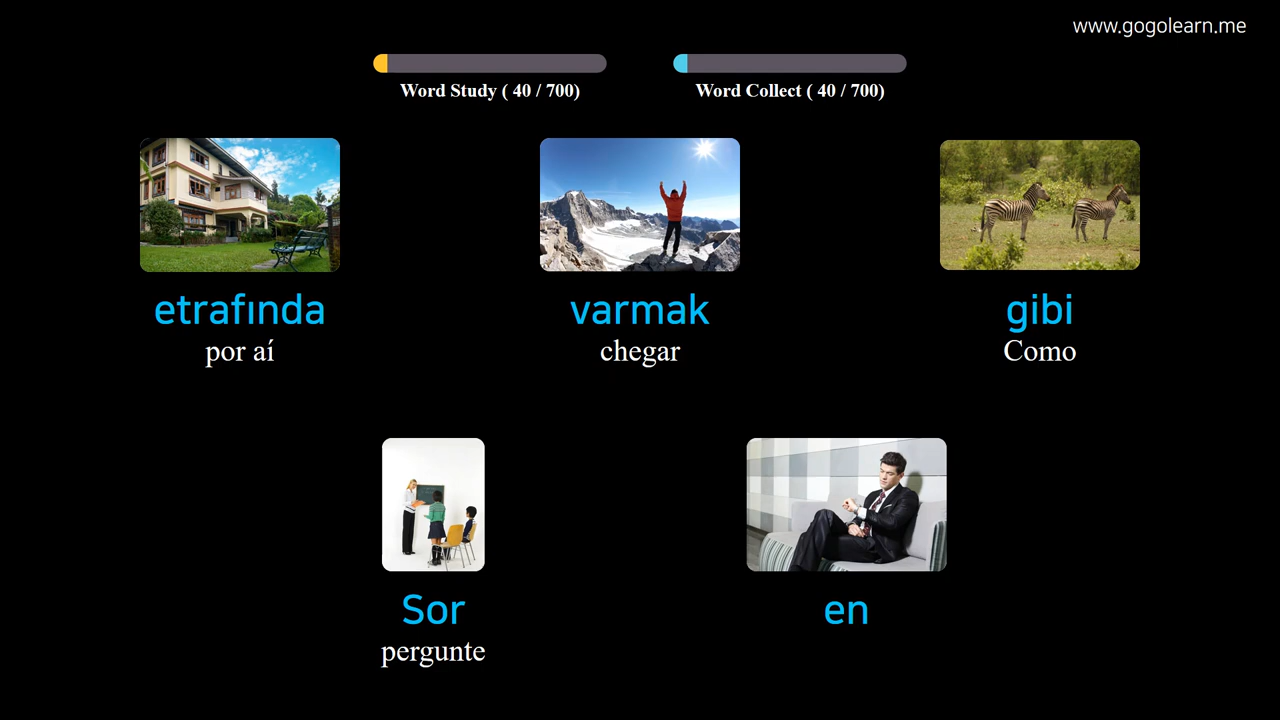 www.gogolearn.me
Word Study ( 40 / 700)
Word Collect ( 40 / 700)
etrafında
por aí
varmak
chegar
gibi
Como
Sor
pergunte
en